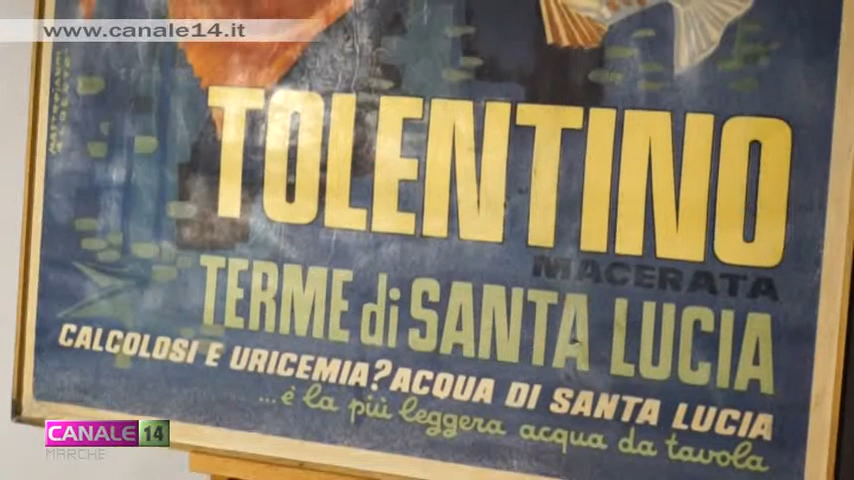 www.canale14.it
TOLENTINO
MACERATA
TERME di SANTA LUCIA
CALCOLOSI E URICEMIA? ACQUA DI SANTA LUCIA
...è la più leggera acqua da tavola
CANALE 14
MARCHE